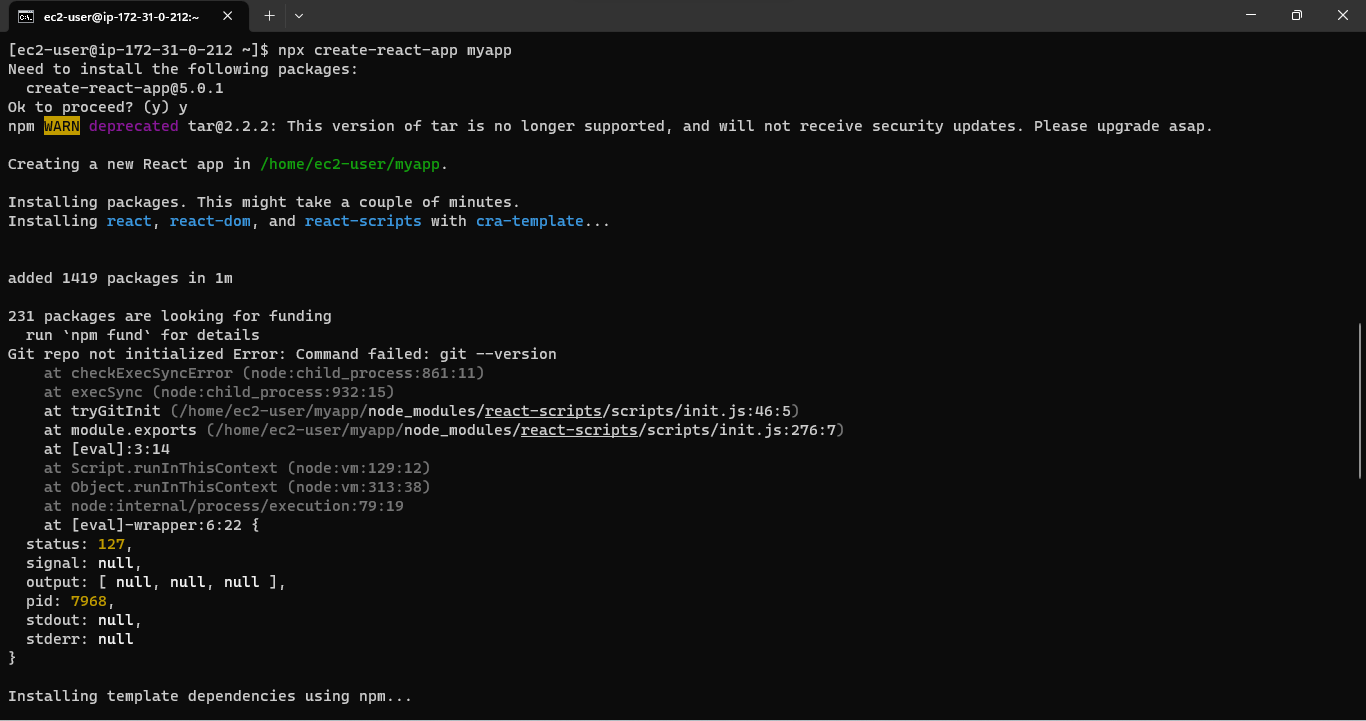 ec2-user@ip-172-31-0-212:~
[ec2-user@ip-172-31-0-212 ~]$ npx create-react-app myapp
Need to install the following packages:
  create-react-app@5.0.1
Ok to proceed? (y) y
npm WARN deprecated tar@2.2.2: This version of tar is no longer supported, and will not receive security updates. Please upgrade asap.

Creating a new React app in /home/ec2-user/myapp.

Installing packages. This might take a couple of minutes.
Installing react, react-dom, and react-scripts with cra-template...


added 1419 packages in 1m

231 packages are looking for funding
  run `npm fund` for details
Git repo not initialized Error: Command failed: git --version
    at checkExecSyncError (node:child_process:861:11)
    at execSync (node:child_process:932:15)
    at tryGitInit (/home/ec2-user/myapp/node_modules/react-scripts/scripts/init.js:46:5)
    at module.exports (/home/ec2-user/myapp/node_modules/react-scripts/scripts/init.js:276:7)
    at [eval]:3:14
    at Script.runInThisContext (node:vm:129:12)
    at Object.runInThisContext (node:vm:313:38)
    at node:internal/process/execution:79:19
    at [eval]-wrapper:6:22 {
  status: 127,
  signal: null,
  output: [ null, null, null ],
  pid: 7968,
  stdout: null,
  stderr: null
}

Installing template dependencies using npm...